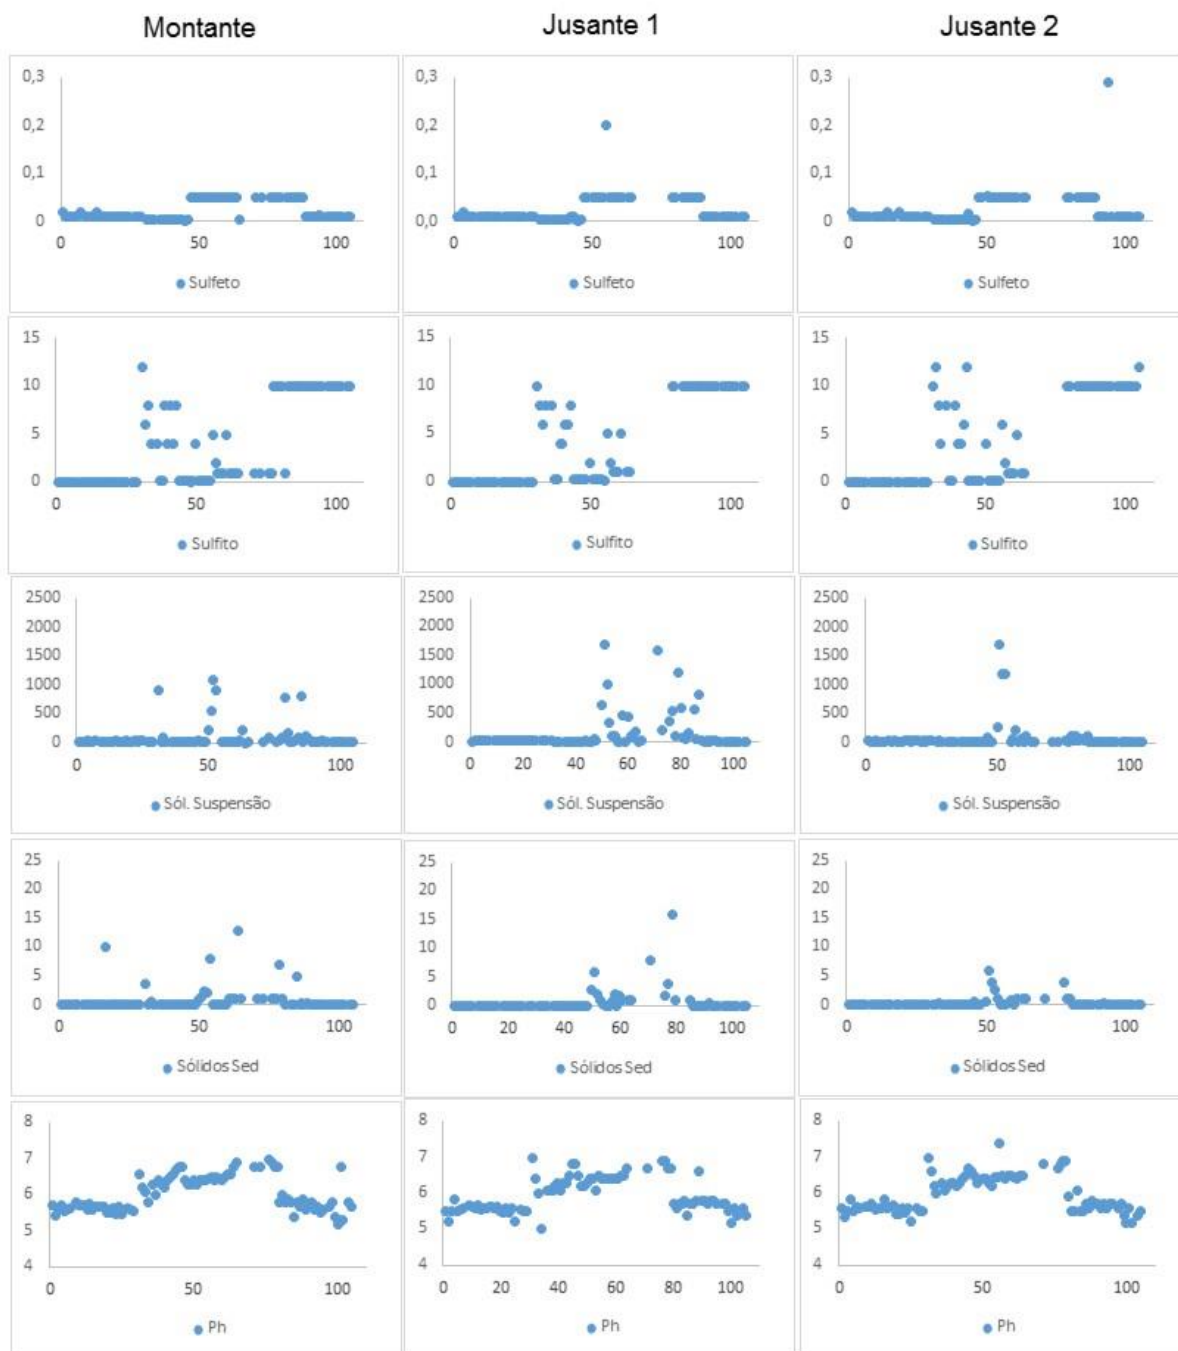 Montante Jusante 1 Jusante 2
0,3 0,3 0,3
0,2 0,2 0,2
0,1 0,1 0,1
0 0,0 0
0 50 100 0 50 100 0 50 100
Sulfeto Sulfeto Sulfeto
15 15 15
10 10 10
5 5 5
0 0 0
0 50 100 0 50 100 0 50 100
Sulfito Sulfito Sulfito
2500 2500 2500
2000 2000 2000
1500 1500 1500
1000 1000 1000
500 500 500
0 0 0
0 50 100 0 20 40 60 80 100 0 50 100
Sól. Suspensão Sól. Suspensão Sól. Suspensão
25 25 25
20 20 20
15 15 15
10 10 10
5 5 5
0 0 0
0 50 100 0 20 40 60 80 100 0 50 100
Sólidos Sed Sólidos Sed Sólidos Sed
8 8 8
7 7 7
6 6 6
5 5 5
4 4 4
0 50 100 0 20 40 60 80 100 0 50 100
Ph Ph Ph